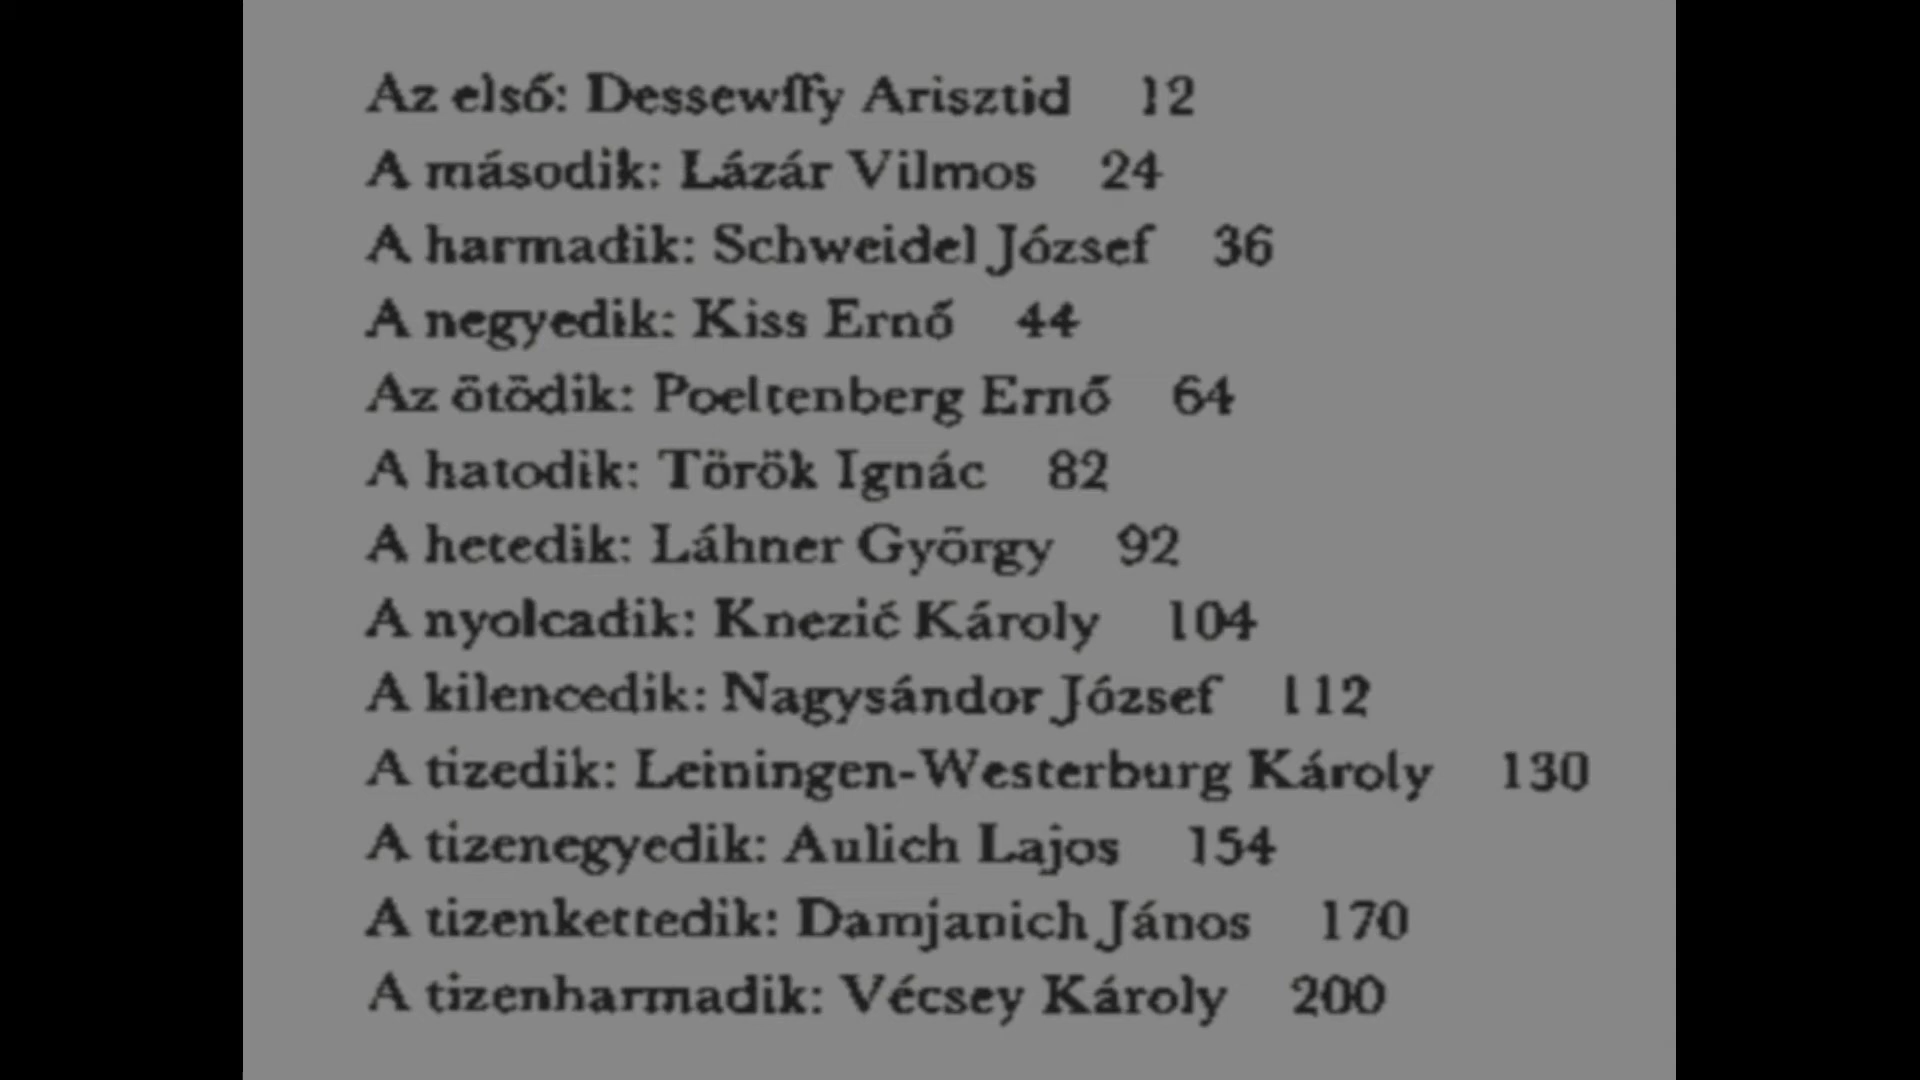 Az első: Dessewffy Arisztid 12
A második: Lázár Vilmos 24
A harmadik: Schweidel József 36
A negyedik: Kiss Ernő 44
Az ötödik: Poeltenberg Ernő 64
A hatodik: Török Ignác 82
A hetedik: Láhner György 92
A nyolcadik: Knezić Károly 104
A kilencedik: Nagysándor József 112
A tizedik: Leiningen-Westerburg Károly 130
A tizenegyedik: Aulich Lajos 154
A tizenkettedik: Damjanich János 170
A tizenharmadik: Vécsey Károly 200